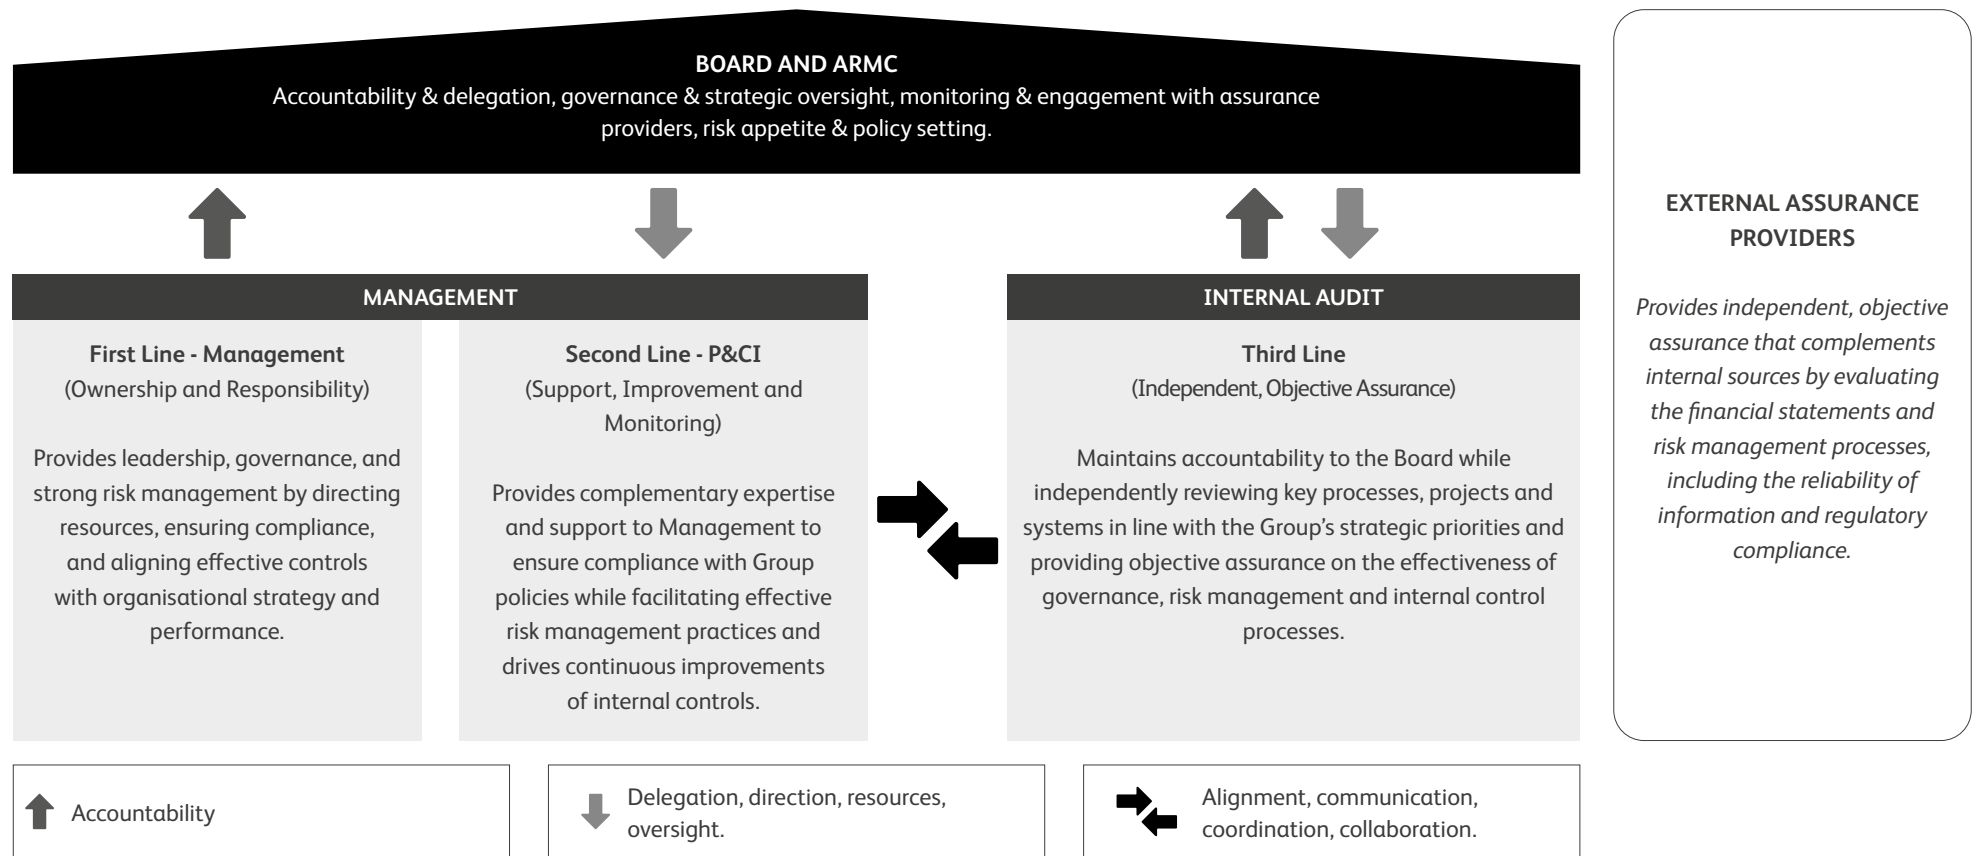 BOARD AND ARMC
Accountability & delegation, governance & strategic oversight, monitoring & engagement with assurance
providers, risk appetite & policy setting.
MANAGEMENT
First Line - Management
(Ownership and Responsibility)
Provides leadership, governance, and
strong risk management by directing
resources, ensuring compliance,
and aligning effective controls
with organisational strategy and
performance.
Second Line - P&CI
(Support, Improvement and
Monitoring)
Provides complementary expertise
and support to Management to
ensure compliance with Group
policies while facilitating effective
risk management practices and
drives continuous improvements
of internal controls.
INTERNAL AUDIT
Third Line
(Independent, Objective Assurance)
Maintains accountability to the Board while
independently reviewing key processes, projects and
systems in line with the Group’s strategic priorities and
providing objective assurance on the effectiveness of
governance, risk management and internal control
processes.
EXTERNAL ASSURANCE
PROVIDERS
Provides independent, objective
assurance that complements
internal sources by evaluating
the financial statements and
risk management processes,
including the reliability of
information and regulatory
compliance.
Accountability
Delegation, direction, resources,
oversight.
Alignment, communication,
coordination, collaboration.